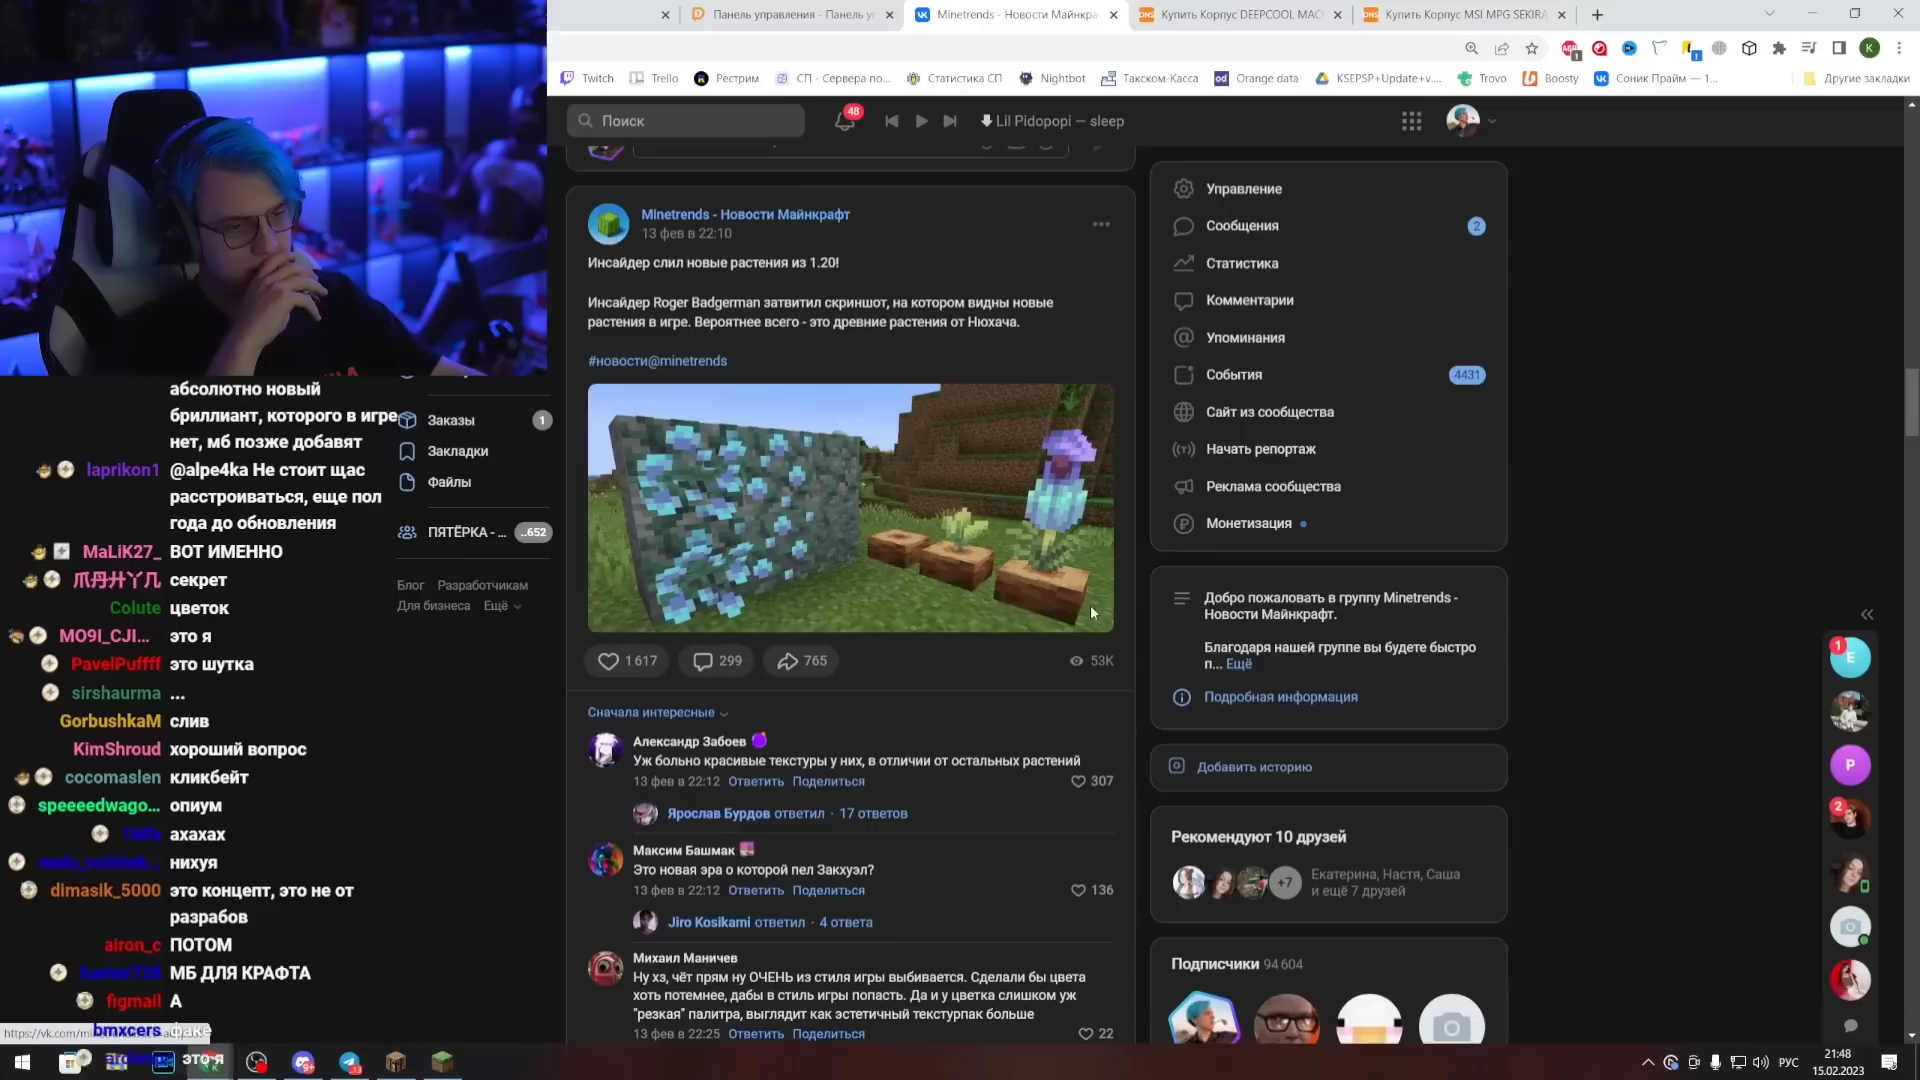 Панель управления - Панель у
Minetrends - Новости Майнкра
Купить Корпус DEEPCOOL MAC
Купить Корпус MSI MPG SEKIRA
Twitch
Trello
Рестрим
СП - Сервера по...
Статистика СП
Nightbot
Такском-Касса
Orange data
KSEPSP+Update+v....
Trovo
Boosty
Соник Прайм — 1...
Другие закладки
Поиск
48
Lil Pidopopi — sleep
Minetrends - Новости Майнкрафт
13 фев в 22:10
Инсайдер слил новые растения из 1.20!
Инсайдер Roger Badgerman затвитил скриншот, на котором видны новые
растения в игре. Вероятнее всего - это древние растения от Нюхача.
#новости@minetrends
1 617
299
765
53K
Сначала интересные
Александр Забоев
Уж больно красивые текстуры у них, в отличии от остальных растений
13 фев в 22:12 Ответить Поделиться
307
Ярослав Бурдов ответил · 17 ответов
Максим Башмак
Это новая эра о которой пел Закхуэл?
13 фев в 22:12 Ответить Поделиться
136
Jiro Kosikami ответил · 4 ответа
Михаил Маничев
Ну хз, чёт прям ну ОЧЕНЬ из стиля игры выбивается. Сделали бы цвета
хоть потемнее, дабы в стиль игры попасть. Да и у цветка слишком уж
"резкая" палитра, выглядит как эстетичный текстурпак больше
13 фев в 22:25 Ответить Поделиться
22
Управление
Сообщения
2
Статистика
Комментарии
Упоминания
События
4431
Сайт из сообщества
Начать репортаж
Реклама сообщества
Монетизация
Добро пожаловать в группу Minetrends -
Новости Майнкрафт.
Благодаря нашей группе вы будете быстро
п... Ещё
Подробная информация
Добавить историю
Рекомендуют 10 друзей
+7
Екатерина, Настя, Саша
и ещё 7 друзей
Подписчики 94 604
1
E
P
2
Заказы
1
Закладки
Файлы
ПЯТЁРКА - ...
..652
Блог Разработчикам
Для бизнеса Ещё
абсолютно новый
бриллиант, которого в игре
нет, мб позже добавят
laprikon1 @alpe4ka Не стоит щас
расстроиваться, еще пол
года до обновления
MaLiK27_ ВОТ ИМЕННО
секрет
Colute цветок
MO9I_CJI... это я
PavelPuffff это шутка
sirshaurma ...
GorbushkaM слив
KimShroud хороший вопрос
cocomaslen кликбейт
speeeedwago... опиум
ахахах
нихуя
dimasik_5000 это концепт, это не от
разрабов
airon_c ПОТОМ
МБ ДЛЯ КРАФТА
figmail А
bmxcers факе
это я
РУС
21:48
15.02.2023